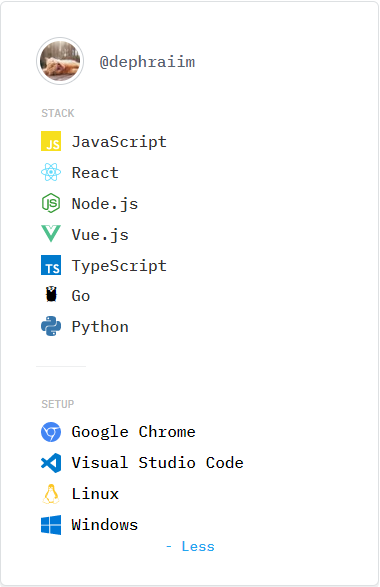 @dephraiim
STACK
JS JavaScript
React
JS Node.js
Vue.js
TS TypeScript
Go
Python
SETUP
Google Chrome
Visual Studio Code
Linux
Windows
- Less